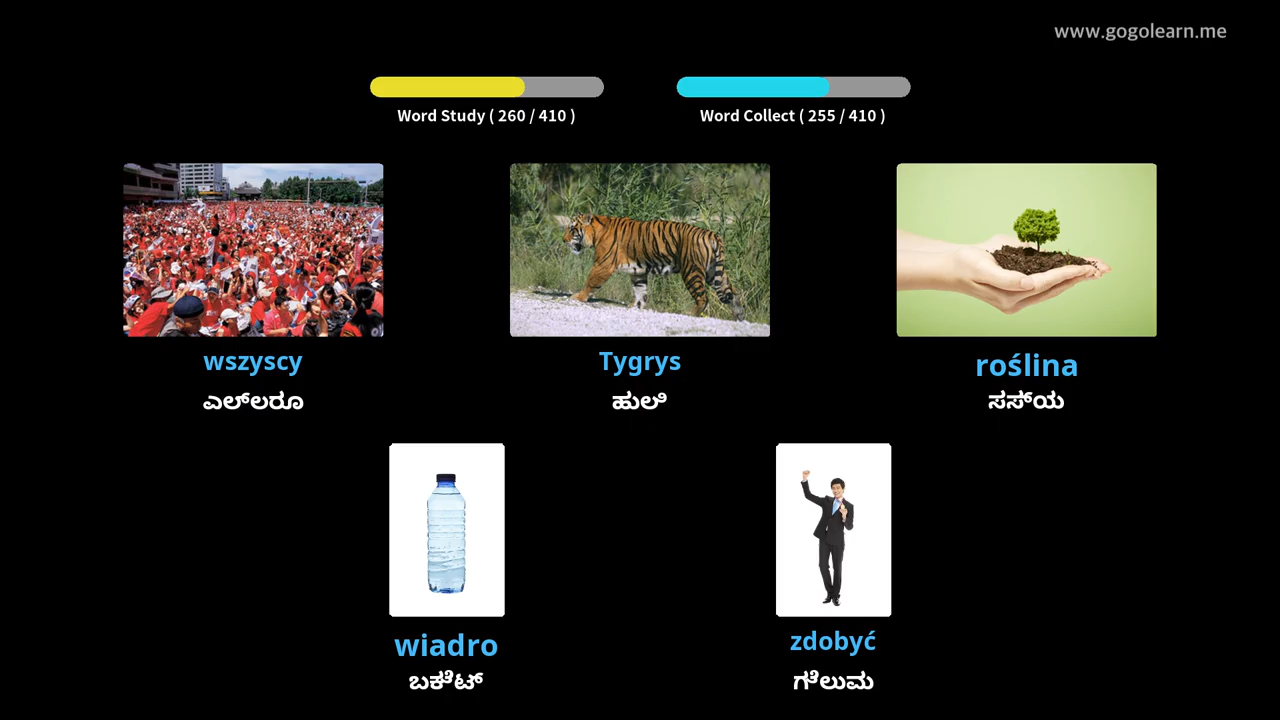 www.gogolearn.me
Word Study ( 260 / 410 )
Word Collect ( 255 / 410 )
wszyscy
Tygrys
roślina
ಎಲ್ಲರೂ
ಹುಲಿ
ಸಸ್ಯ
wiadro
zdobyć
ಬಕೆಟ್
ಗೆಲುಮ